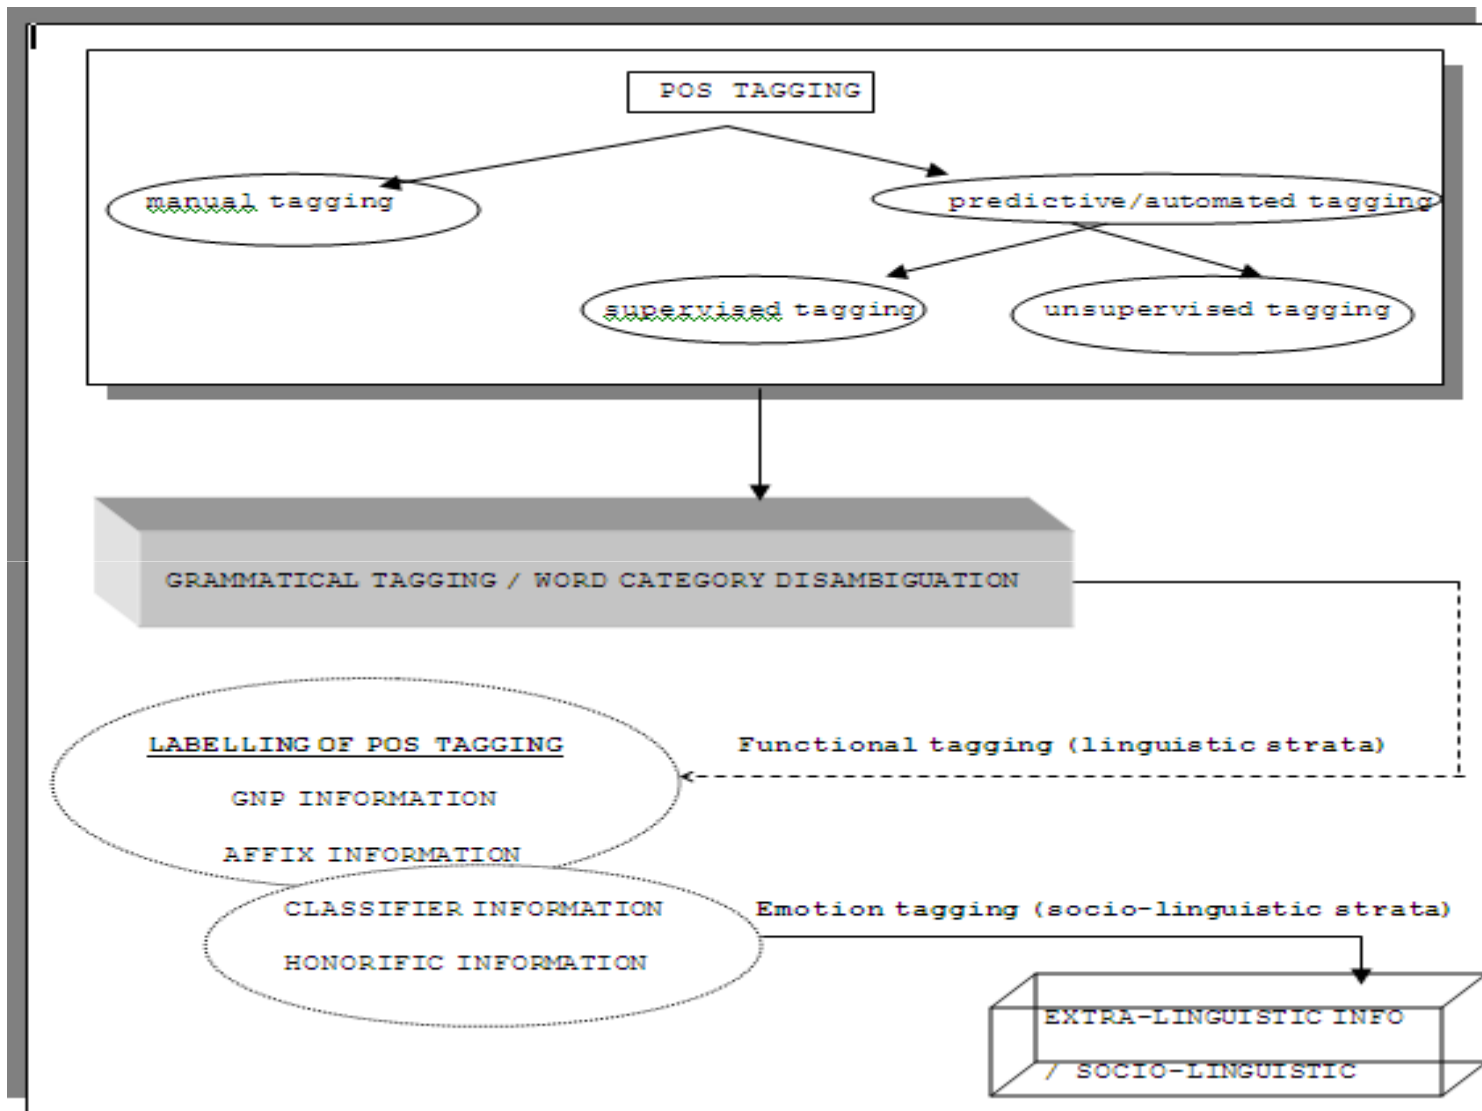 POS TAGGING
manual tagging
predictive/automated tagging
supervised tagging
unsupervised tagging
GRAMMATICAL TAGGING / WORD CATEGORY DISAMBIGUATION
LABELLING OF POS TAGGING
Functional tagging (linguistic strata)
GNP INFORMATION
AFFIX INFORMATION
CLASSIFIER INFORMATION
Emotion tagging (socio-linguistic strata)
HONORIFIC INFORMATION
EXTRA-LINGUISTIC INFO
/ SOCIO-LINGUISTIC